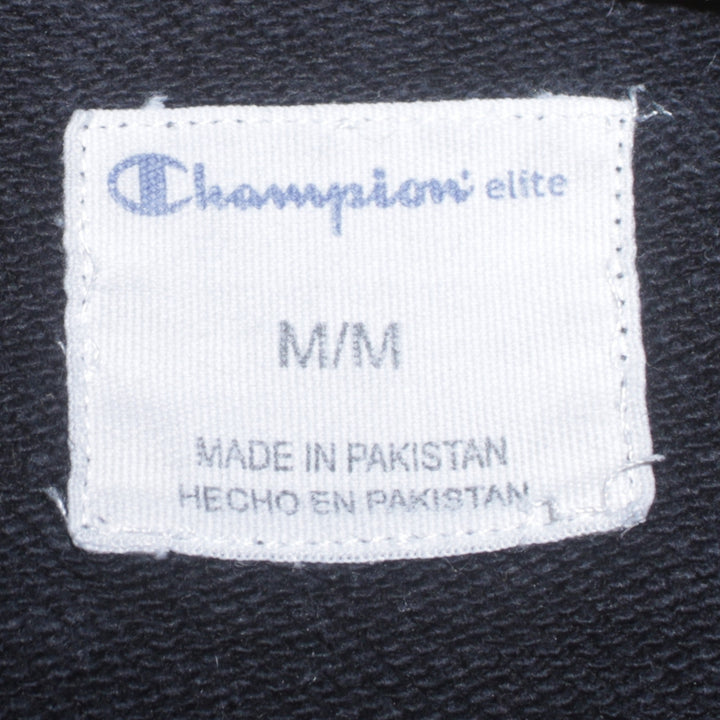 Champion elite
M/M
MADE IN PAKISTAN
HECHO EN PAKISTAN